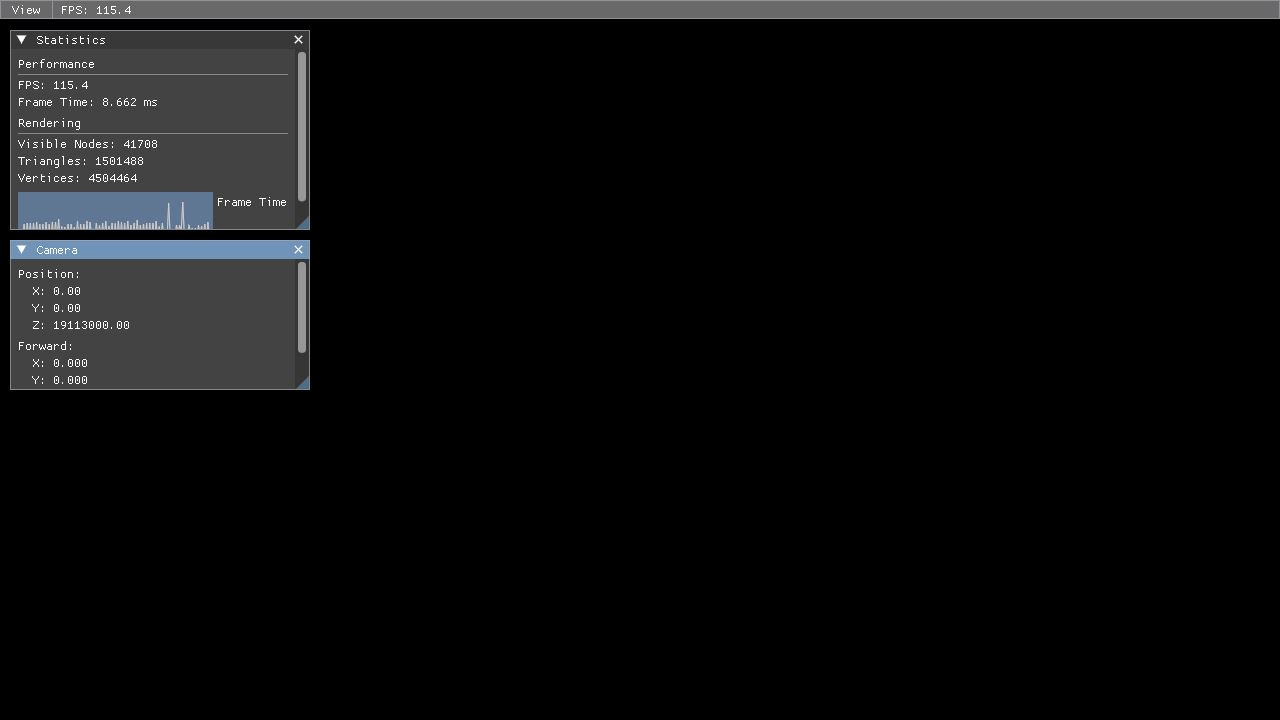 View FPS: 115.4
Statistics
Performance
FPS: 115.4
Frame Time: 8.662 ms
Rendering
Visible Nodes: 41708
Triangles: 1501488
Vertices: 4504464
Frame Time
Camera
Position:
X: 0.00
Y: 0.00
Z: 19113000.00
Forward:
X: 0.000
Y: 0.000